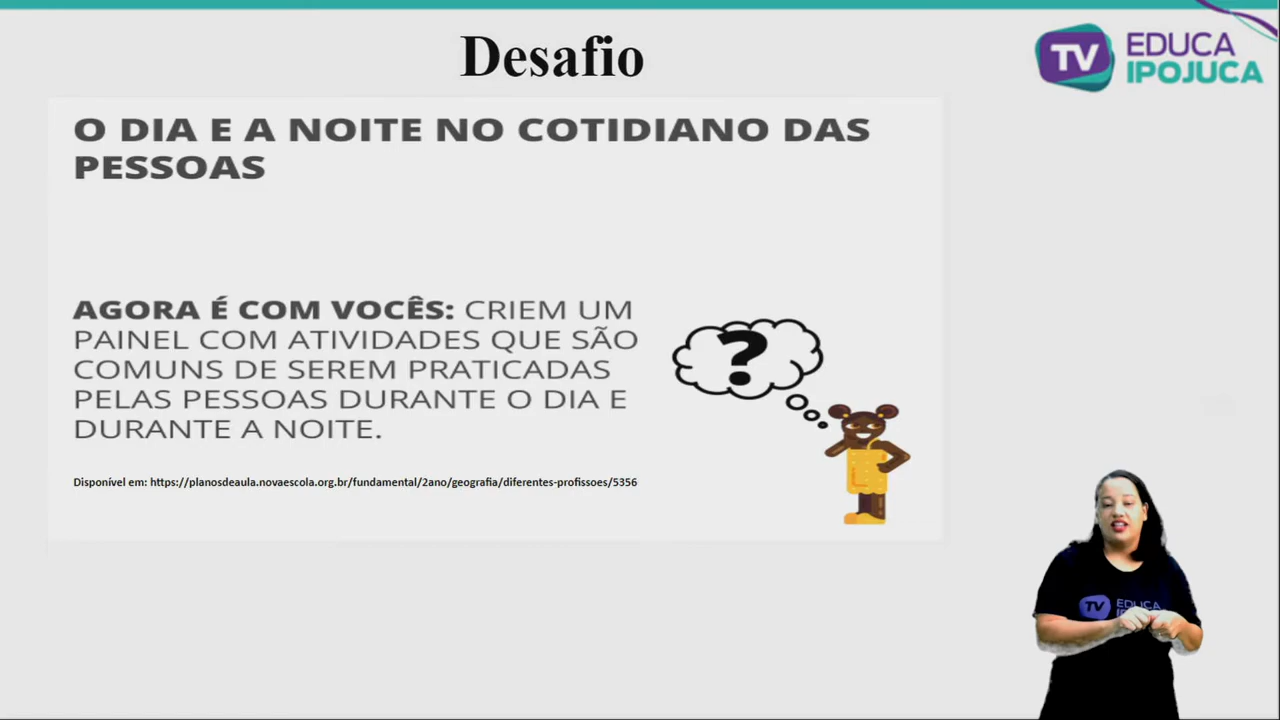 Desafio
TV EDUCA
IPOJUCA
O DIA E A NOITE NO COTIDIANO DAS
PESSOAS
AGORA É COM VOCÊS: CRIEM UM
PAINEL COM ATIVIDADES QUE SÃO
COMUNS DE SEREM PRATICADAS
PELAS PESSOAS DURANTE O DIA E
DURANTE A NOITE.
?
Disponível em: https://planosdeaula.novaescola.org.br/fundamental/2ano/geografia/diferentes-profissoes/5356
TV EDUCA